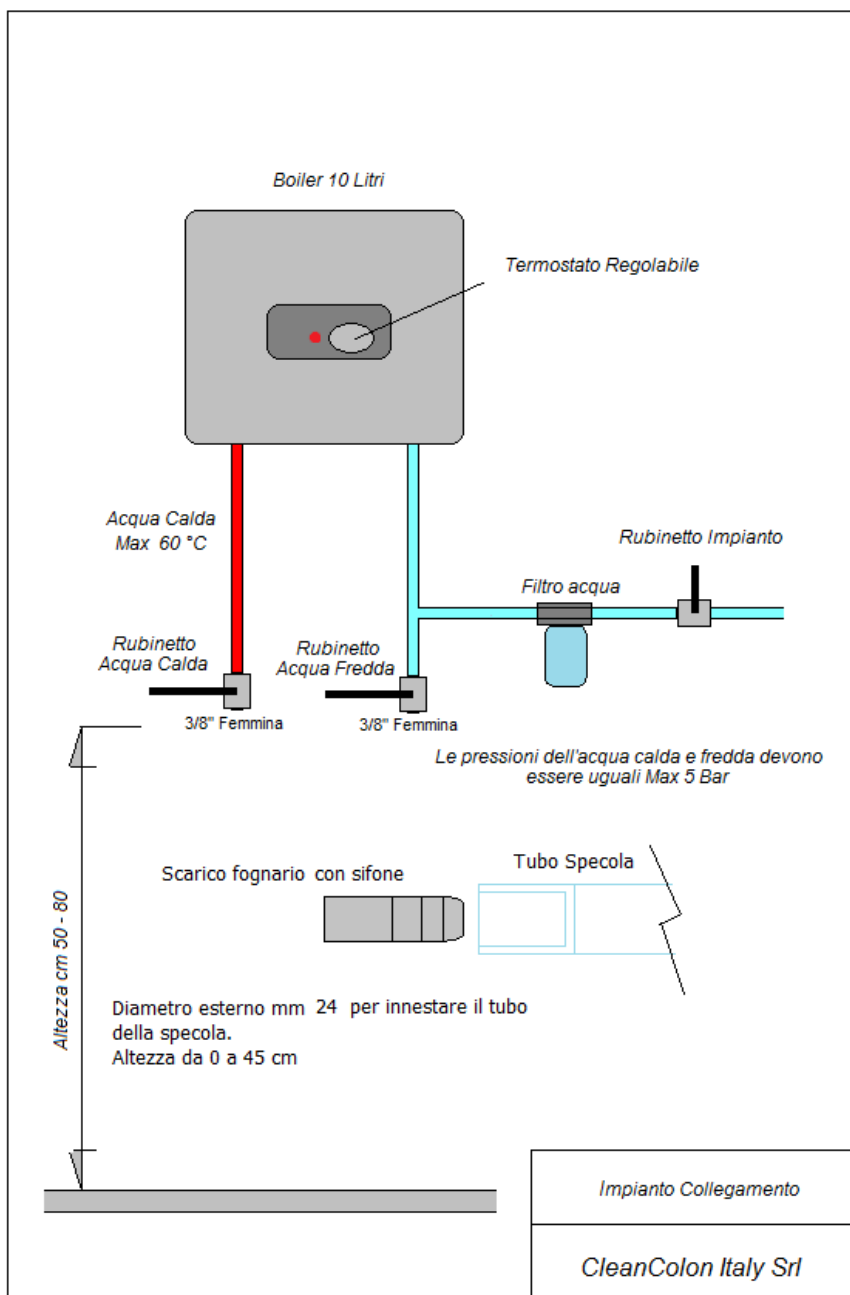 Boiler 10 Litri
Termostato Regolabile
Acqua Calda
Max 60 °C
Rubinetto Impianto
Filtro acqua
Rubinetto
Acqua Calda
Rubinetto
Acqua Fredda
3/8" Femmina
3/8" Femmina
Le pressioni dell'acqua calda e fredda devono
essere uguali Max 5 Bar
Scarico fognario con sifone
Tubo Specola
Altezza cm 50 - 80
Diametro esterno mm 24 per innestare il tubo
della specola.
Altezza da 0 a 45 cm
Impianto Collegamento
CleanColon Italy Srl